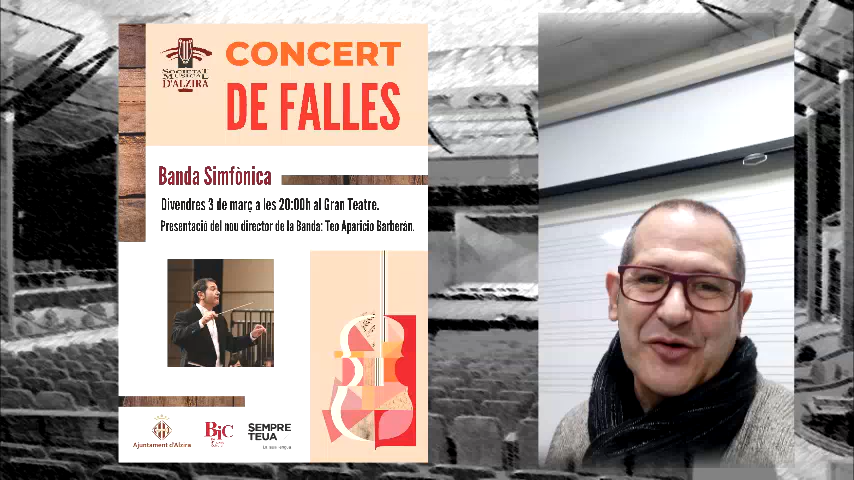 SOCIETAT
MUSICAL
D'ALZIRA
CONCERT
DE FALLES
Banda Simfònica
Divendres 3 de març a les 20:00h al Gran Teatre.
Presentació del nou director de la Banda: Teo Aparicio Barberán.
Ajuntament d'Alzira
BIC
SEMPRE
TEUA